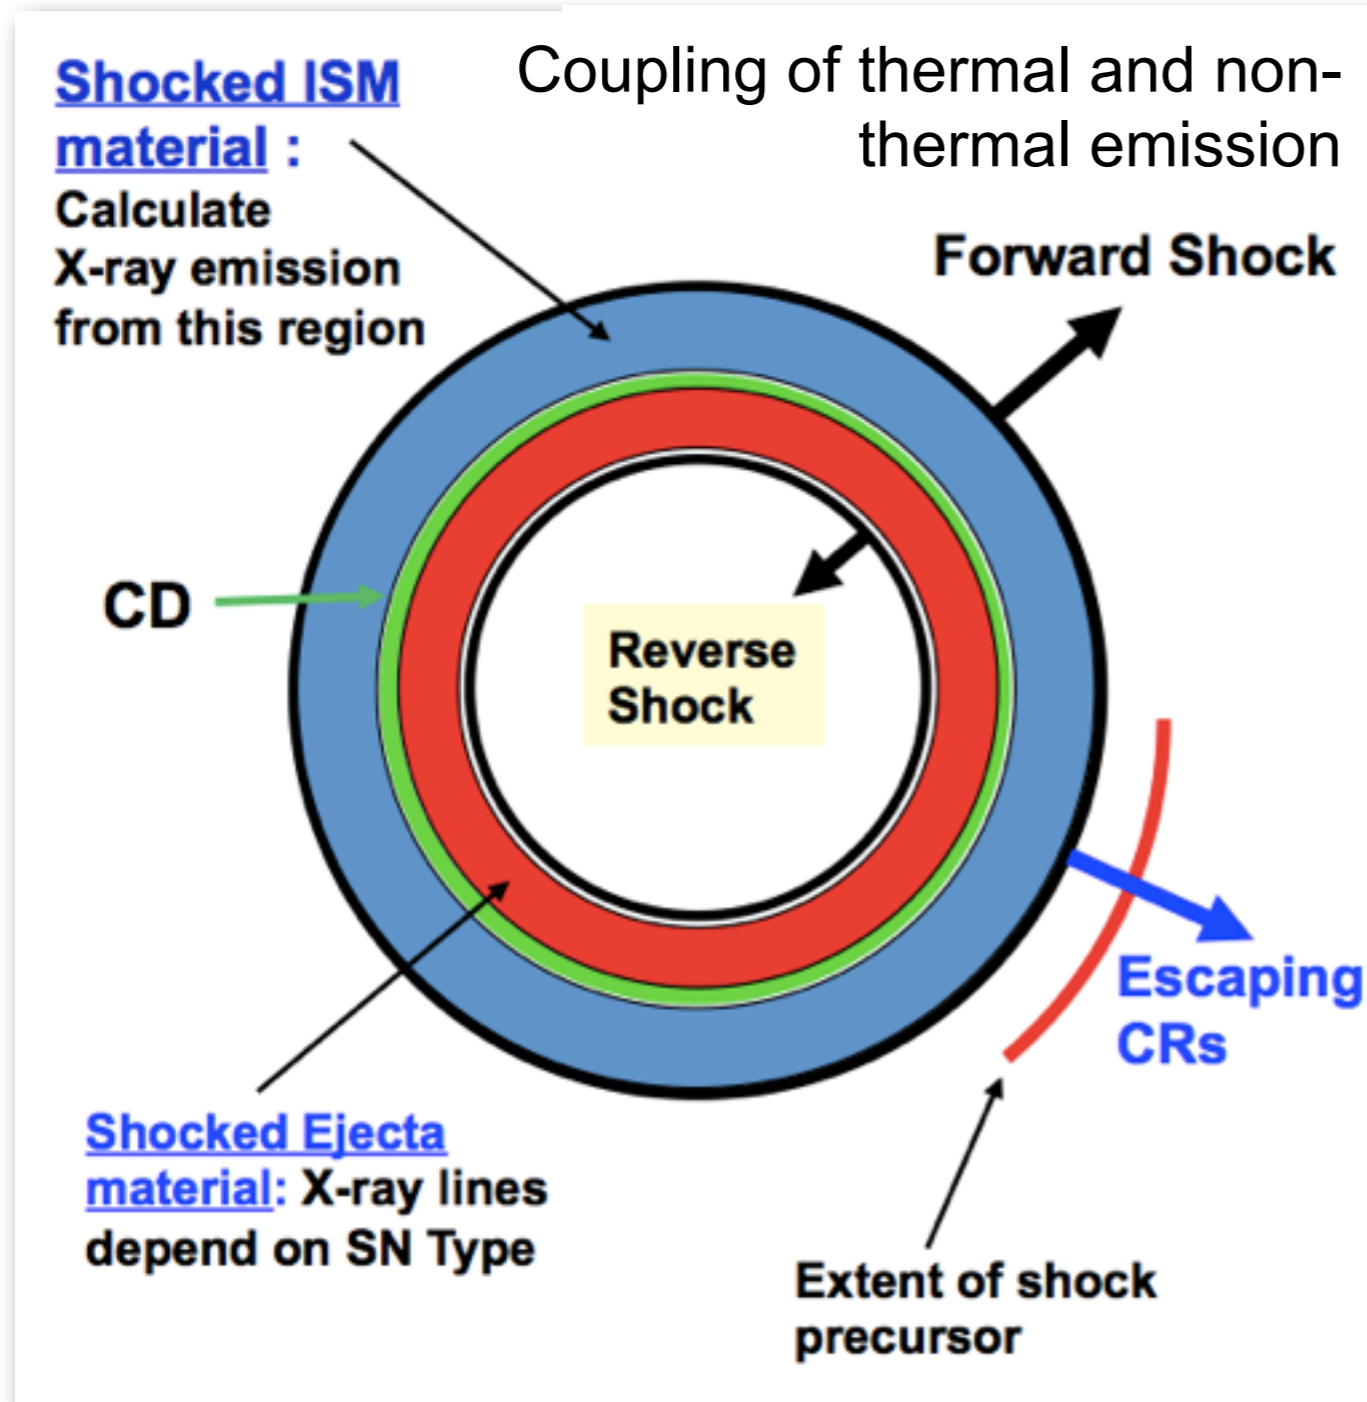 Coupling of thermal and non-
thermal emission
Shocked ISM
material :
Calculate
X-ray emission
from this region
Forward Shock
CD
Reverse
Shock
Escaping
CRs
Shocked Ejecta
material: X-ray lines
depend on SN Type
Extent of shock
precursor